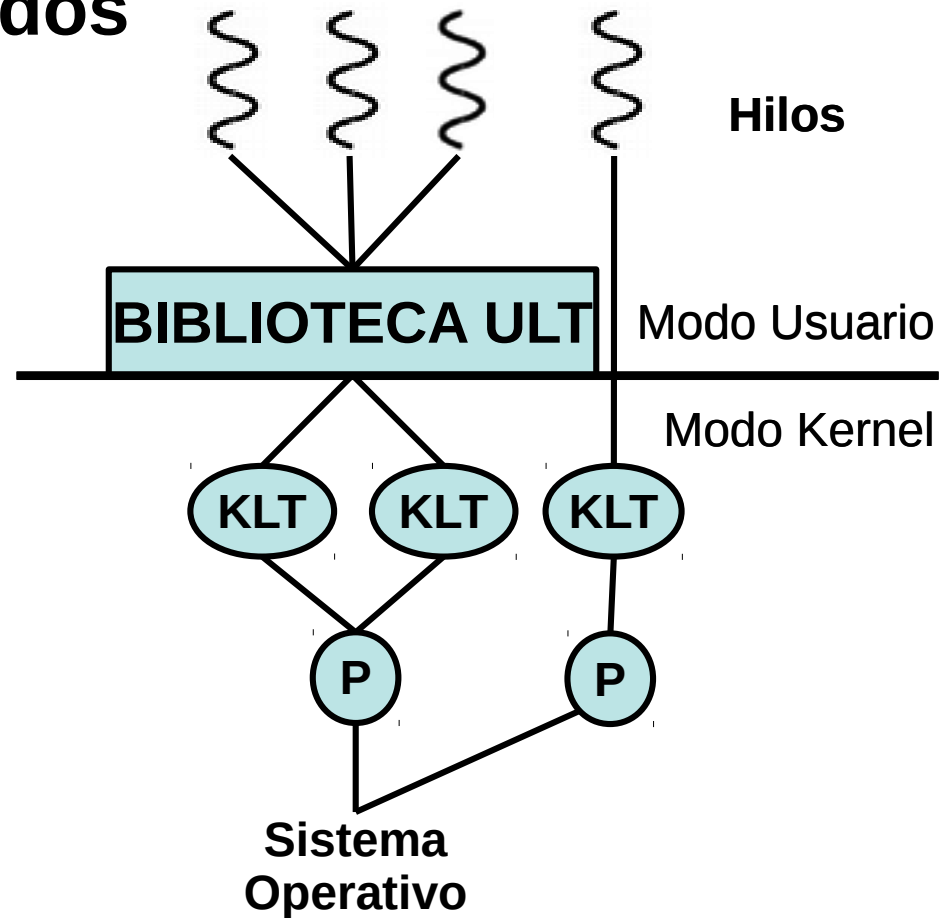 dos
Hilos
BIBLIOTECA ULT
Modo Usuario
Modo Kernel
KLT
KLT
KLT
P
P
Sistema
Operativo